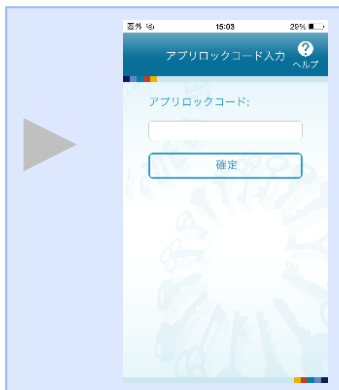 圏外 15:03 29%
アプリロックコード入力 ?
ヘルプ
アプリロックコード:
確定